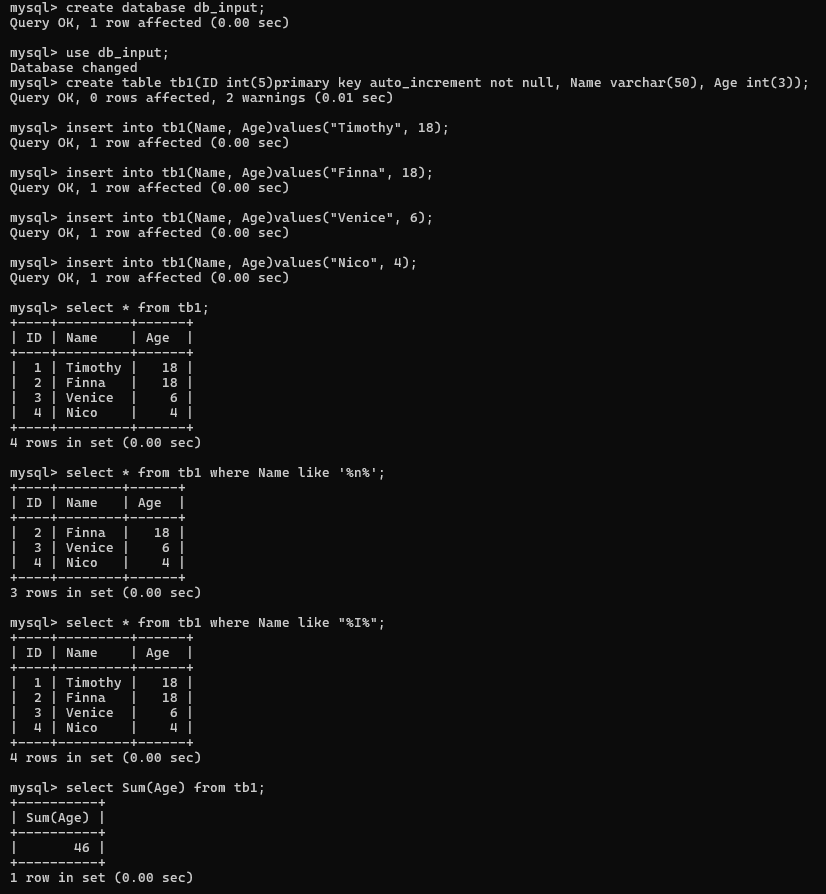 mysql> create database db_input;
Query OK, 1 row affected (0.00 sec)

mysql> use db_input;
Database changed
mysql> create table tb1(ID int(5)primary key auto_increment not null, Name varchar(50), Age int(3));
Query OK, 0 rows affected, 2 warnings (0.01 sec)

mysql> insert into tb1(Name, Age)values("Timothy", 18);
Query OK, 1 row affected (0.00 sec)

mysql> insert into tb1(Name, Age)values("Finna", 18);
Query OK, 1 row affected (0.00 sec)

mysql> insert into tb1(Name, Age)values("Venice", 6);
Query OK, 1 row affected (0.00 sec)

mysql> insert into tb1(Name, Age)values("Nico", 4);
Query OK, 1 row affected (0.00 sec)

mysql> select * from tb1;
+----+---------+------+
| ID | Name    | Age  |
+----+---------+------+
|  1 | Timothy |   18 |
|  2 | Finna   |   18 |
|  3 | Venice  |    6 |
|  4 | Nico    |    4 |
+----+---------+------+
4 rows in set (0.00 sec)

mysql> select * from tb1 where Name like '%n%';
+----+--------+------+
| ID | Name   | Age  |
+----+--------+------+
|  2 | Finna  |   18 |
|  3 | Venice |    6 |
|  4 | Nico   |    4 |
+----+--------+------+
3 rows in set (0.00 sec)

mysql> select * from tb1 where Name like "%I%";
+----+---------+------+
| ID | Name    | Age  |
+----+---------+------+
|  1 | Timothy |   18 |
|  2 | Finna   |   18 |
|  3 | Venice  |    6 |
|  4 | Nico    |    4 |
+----+---------+------+
4 rows in set (0.00 sec)

mysql> select Sum(Age) from tb1;
+----------+
| Sum(Age) |
+----------+
|       46 |
+----------+
1 row in set (0.00 sec)